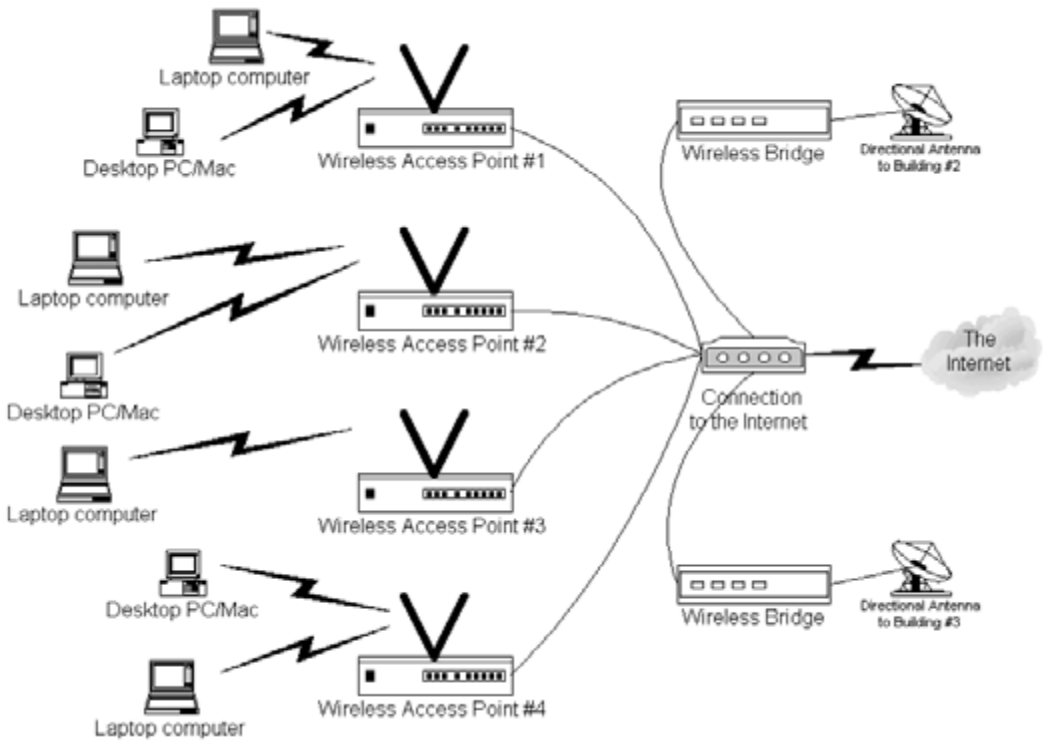 Laptop computer
Desktop PC/Mac
Wireless Access Point #1
Wireless Bridge
Directional Antenna
to Building #2
Laptop computer
Desktop PC/Mac
Wireless Access Point #2
The
Internet
Connection
to the Internet
Laptop computer
Wireless Access Point #3
Desktop PC/Mac
Laptop computer
Wireless Access Point #4
Wireless Bridge
Directional Antenna
to Building #3